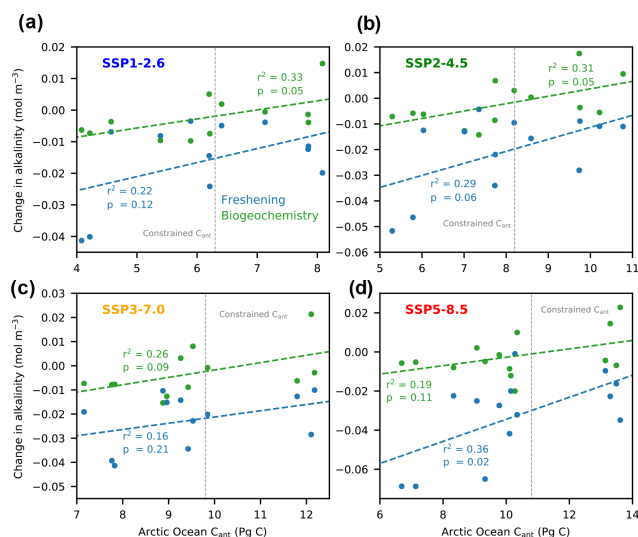 (a)
SSP1-2.6
r² = 0.33
p = 0.05
r² = 0.22
p = 0.12
Freshening
Biogeochemistry
Constrained Cant
Change in alkalinity (mol m⁻³)
0.02
0.01
0.00
−0.01
−0.02
−0.03
−0.04
4 5 6 7 8
(b)
SSP2-4.5
r² = 0.31
p = 0.05
r² = 0.29
p = 0.06
Constrained Cant
0.02
0.01
0.00
−0.01
−0.02
−0.03
−0.04
−0.05
−0.06
5 6 7 8 9 10 11
(c)
SSP3-7.0
Constrained Cant
r² = 0.26
p = 0.09
r² = 0.16
p = 0.21
Change in alkalinity (mol m⁻³)
0.03
0.02
0.01
0.00
−0.01
−0.02
−0.03
−0.04
−0.05
−0.06
7 8 9 10 11 12
Arctic Ocean Cant (Pg C)
(d)
SSP5-8.5
Constrained Cant
r² = 0.19
p = 0.11
r² = 0.36
p = 0.02
0.02
0.00
−0.02
−0.04
−0.06
6 8 10 12 14
Arctic Ocean Cant (Pg C)